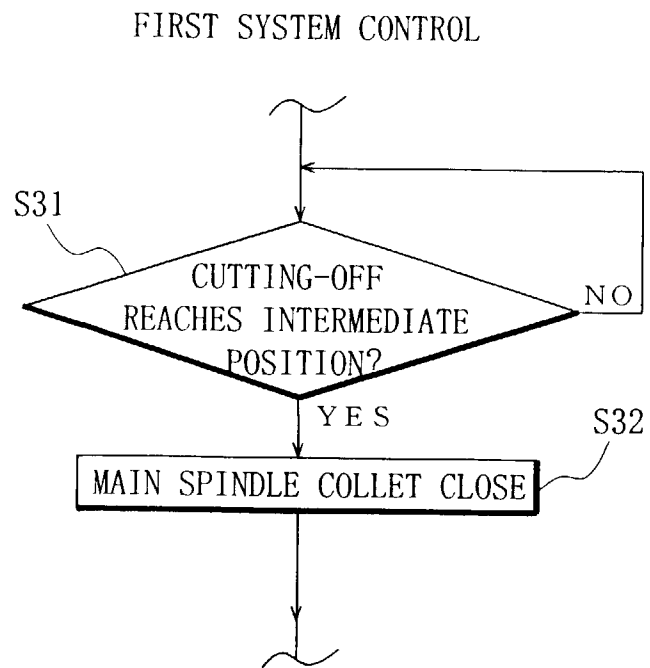 FIRST SYSTEM CONTROL
S31
CUTTING-OFF
REACHES INTERMEDIATE
POSITION?
NO
YES
S32
MAIN SPINDLE COLLET CLOSE